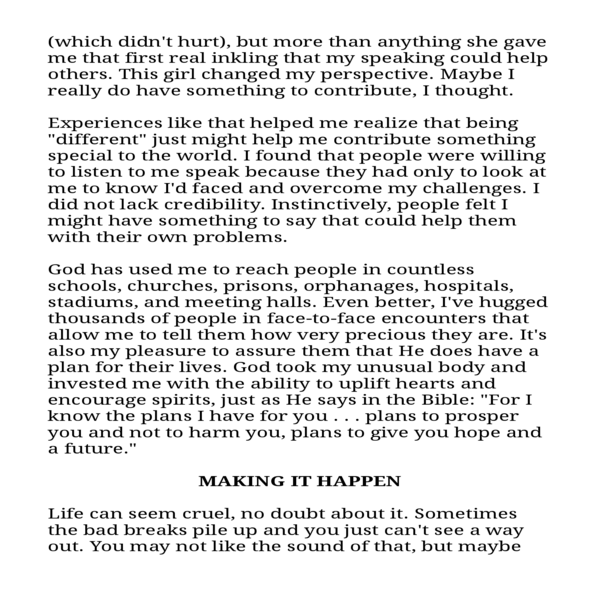 (which didn't hurt), but more than anything she gave
me that first real inkling that my speaking could help
others. This girl changed my perspective. Maybe I
really do have something to contribute, I thought.
Experiences like that helped me realize that being
"different" just might help me contribute something
special to the world. I found that people were willing
to listen to me speak because they had only to look at
me to know I'd faced and overcome my challenges. I
did not lack credibility. Instinctively, people felt I
might have something to say that could help them
with their own problems.
God has used me to reach people in countless
schools, churches, prisons, orphanages, hospitals,
stadiums, and meeting halls. Even better, I've hugged
thousands of people in face-to-face encounters that
allow me to tell them how very precious they are. It's
also my pleasure to assure them that He does have a
plan for their lives. God took my unusual body and
invested me with the ability to uplift hearts and
encourage spirits, just as He says in the Bible: "For I
know the plans I have for you . . . plans to prosper
you and not to harm you, plans to give you hope and
a future."
MAKING IT HAPPEN
Life can seem cruel, no doubt about it. Sometimes
the bad breaks pile up and you just can't see a way
out. You may not like the sound of that, but maybe